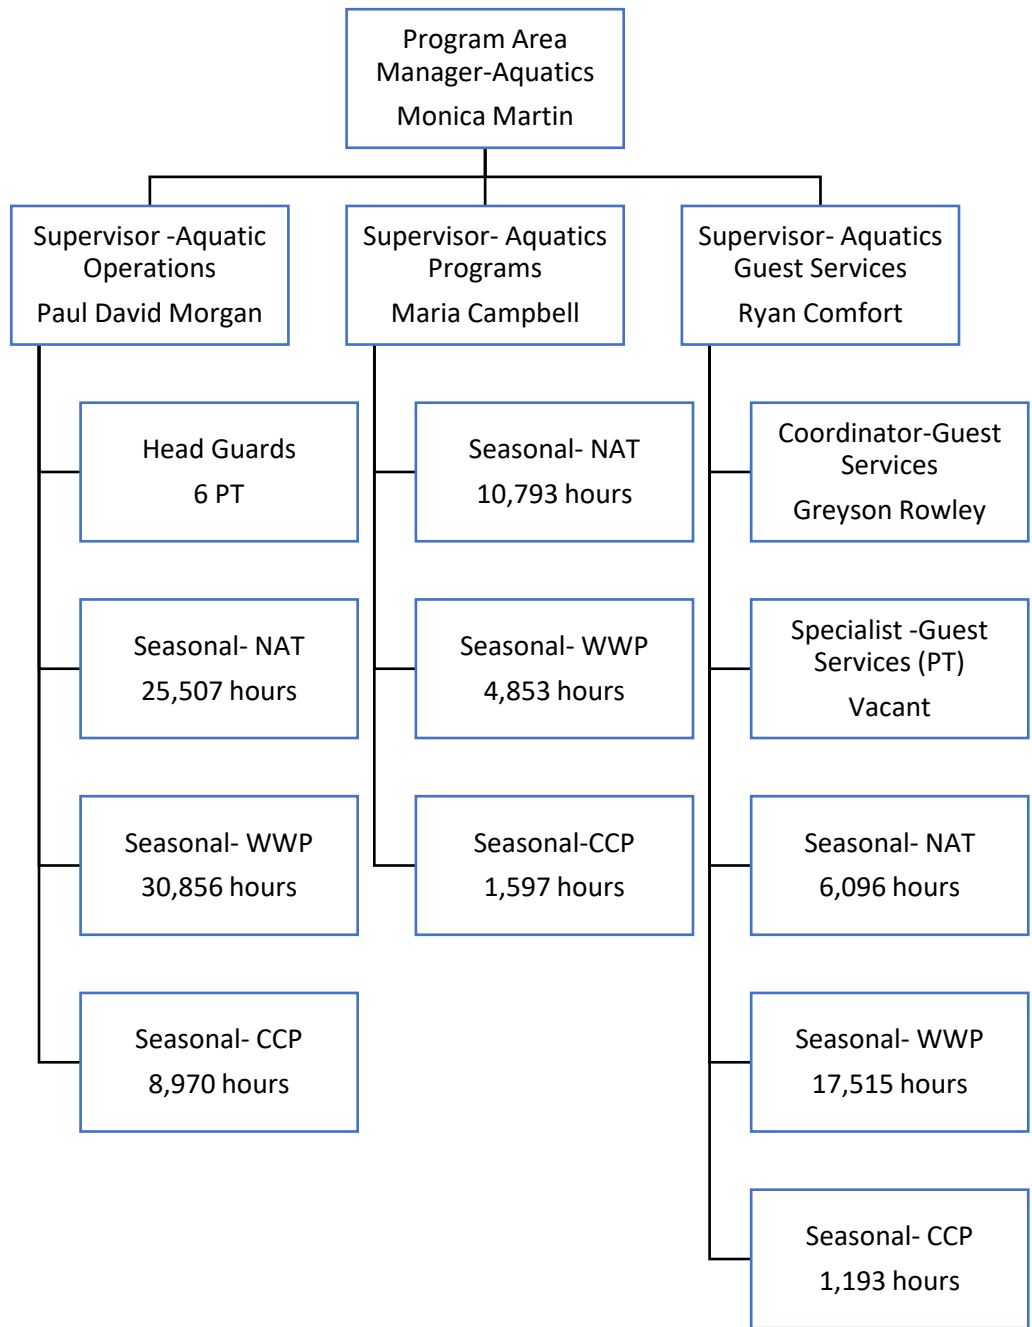 Program Area
Manager-Aquatics
Monica Martin
Supervisor -Aquatic
Operations
Paul David Morgan
Supervisor- Aquatics
Programs
Maria Campbell
Supervisor- Aquatics
Guest Services
Ryan Comfort
Head Guards
6 PT
Seasonal- NAT
25,507 hours
Seasonal- WWP
30,856 hours
Seasonal- CCP
8,970 hours
Seasonal- NAT
10,793 hours
Seasonal- WWP
4,853 hours
Seasonal-CCP
1,597 hours
Coordinator-Guest
Services
Greyson Rowley
Specialist -Guest
Services (PT)
Vacant
Seasonal- NAT
6,096 hours
Seasonal- WWP
17,515 hours
Seasonal- CCP
1,193 hours